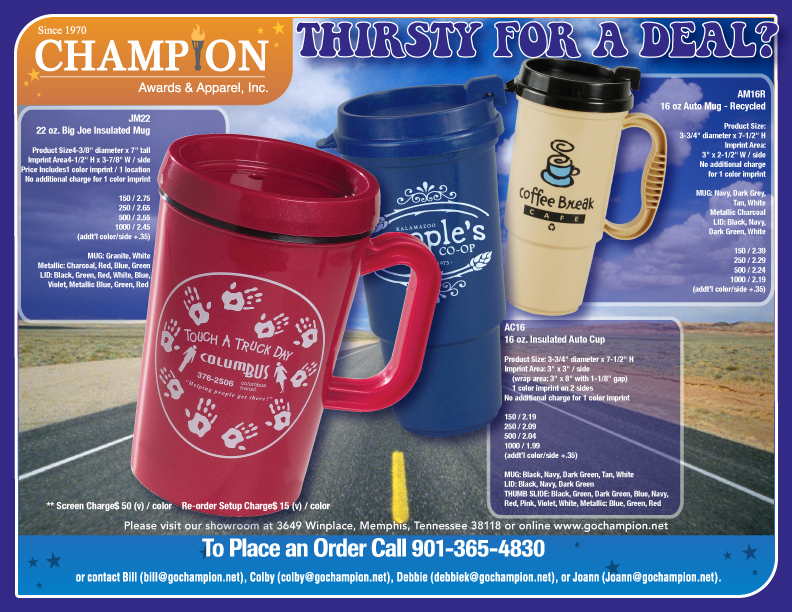 Since 1970
CHAMPION
Awards & Apparel, Inc.
THIRSTY FOR A DEAL?
JM22
22 oz. Big Joe Insulated Mug
Product Size4-3/8" diameter x 7" tall
Imprint Area4-1/2" H x 3-7/8" W / side
Price Includes1 color imprint / 1 location
No additional charge for 1 color imprint
150 / 2.75
250 / 2.65
500 / 2.55
1000 / 2.45
(addt'l color/side +.35)
MUG: Granite, White
Metallic: Charcoal, Red, Blue, Green
LID: Black, Green, Red, White, Blue,
Violet, Metallic Blue, Green, Red
TOUCH A TRUCK DAY
COLUMBUS
376-2506
columbus
transit
"Helping people get there!"
KALAMAZOO
ople's
CO-OP
coffee Break
CAFE
AM16R
16 oz Auto Mug - Recycled
Product Size:
3-3/4" diameter x 7-1/2" H
Imprint Area:
3" x 2-1/2" W / side
No additional charge
for 1 color imprint
MUG: Navy, Dark Grey,
Tan, White
Metallic Charcoal
LID: Black, Navy,
Dark Green, White
150 / 2.39
250 / 2.29
500 / 2.24
1000 / 2.19
(addt'l color/side +.35)
AC16
16 oz. Insulated Auto Cup
Product Size: 3-3/4" diameter x 7-1/2" H
Imprint Area: 3" x 3" / side
(wrap area: 3" x 8" with 1-1/8" gap)
1 color imprint on 2 sides
No additional charge for 1 color imprint
150 / 2.19
250 / 2.09
500 / 2.04
1000 / 1.99
(addt'l color/side +.35)
MUG: Black, Navy, Dark Green, Tan, White
LID: Black, Navy, Dark Green
THUMB SLIDE: Black, Green, Dark Green, Blue, Navy,
Red, Pink, Violet, White, Metallic: Blue, Green, Red
** Screen Charge$ 50 (v) / color Re-order Setup Charge$ 15 (v) / color
Please visit our showroom at 3649 Winplace, Memphis, Tennessee 38118 or online www.gochampion.net
To Place an Order Call 901-365-4830
or contact Bill (bill@gochampion.net), Colby (colby@gochampion.net), Debbie (debbiek@gochampion.net), or Joann (Joann@gochampion.net).